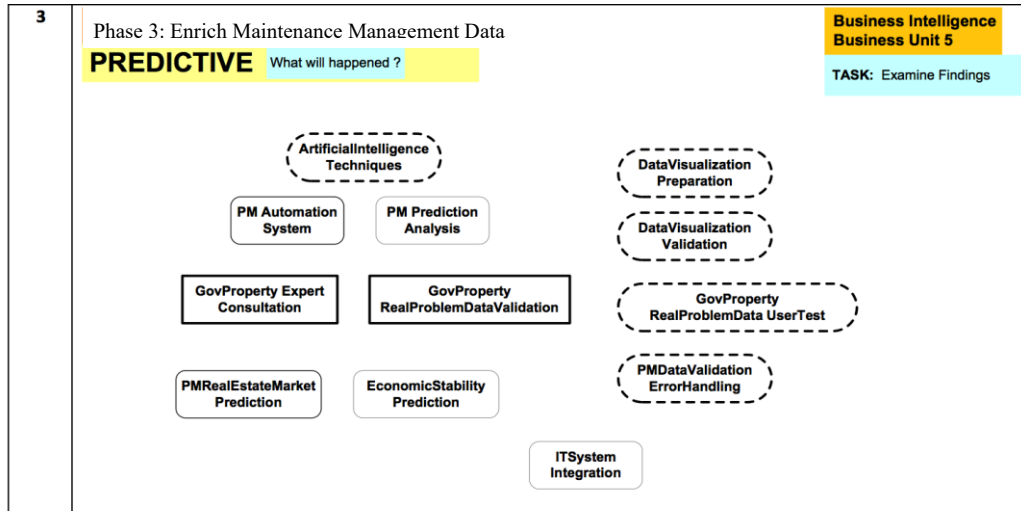 3
Phase 3: Enrich Maintenance Management Data
PREDICTIVE What will happened ?
Business Intelligence
Business Unit 5
TASK: Examine Findings
ArtificialIntelligence
Techniques
PM Automation
System
PM Prediction
Analysis
GovProperty Expert
Consultation
GovProperty
RealProblemDataValidation
PMRealEstateMarket
Prediction
EconomicStability
Prediction
DataVisualization
Preparation
DataVisualization
Validation
GovProperty
RealProblemData UserTest
PMDataValidation
ErrorHandling
ITSystem
Integration